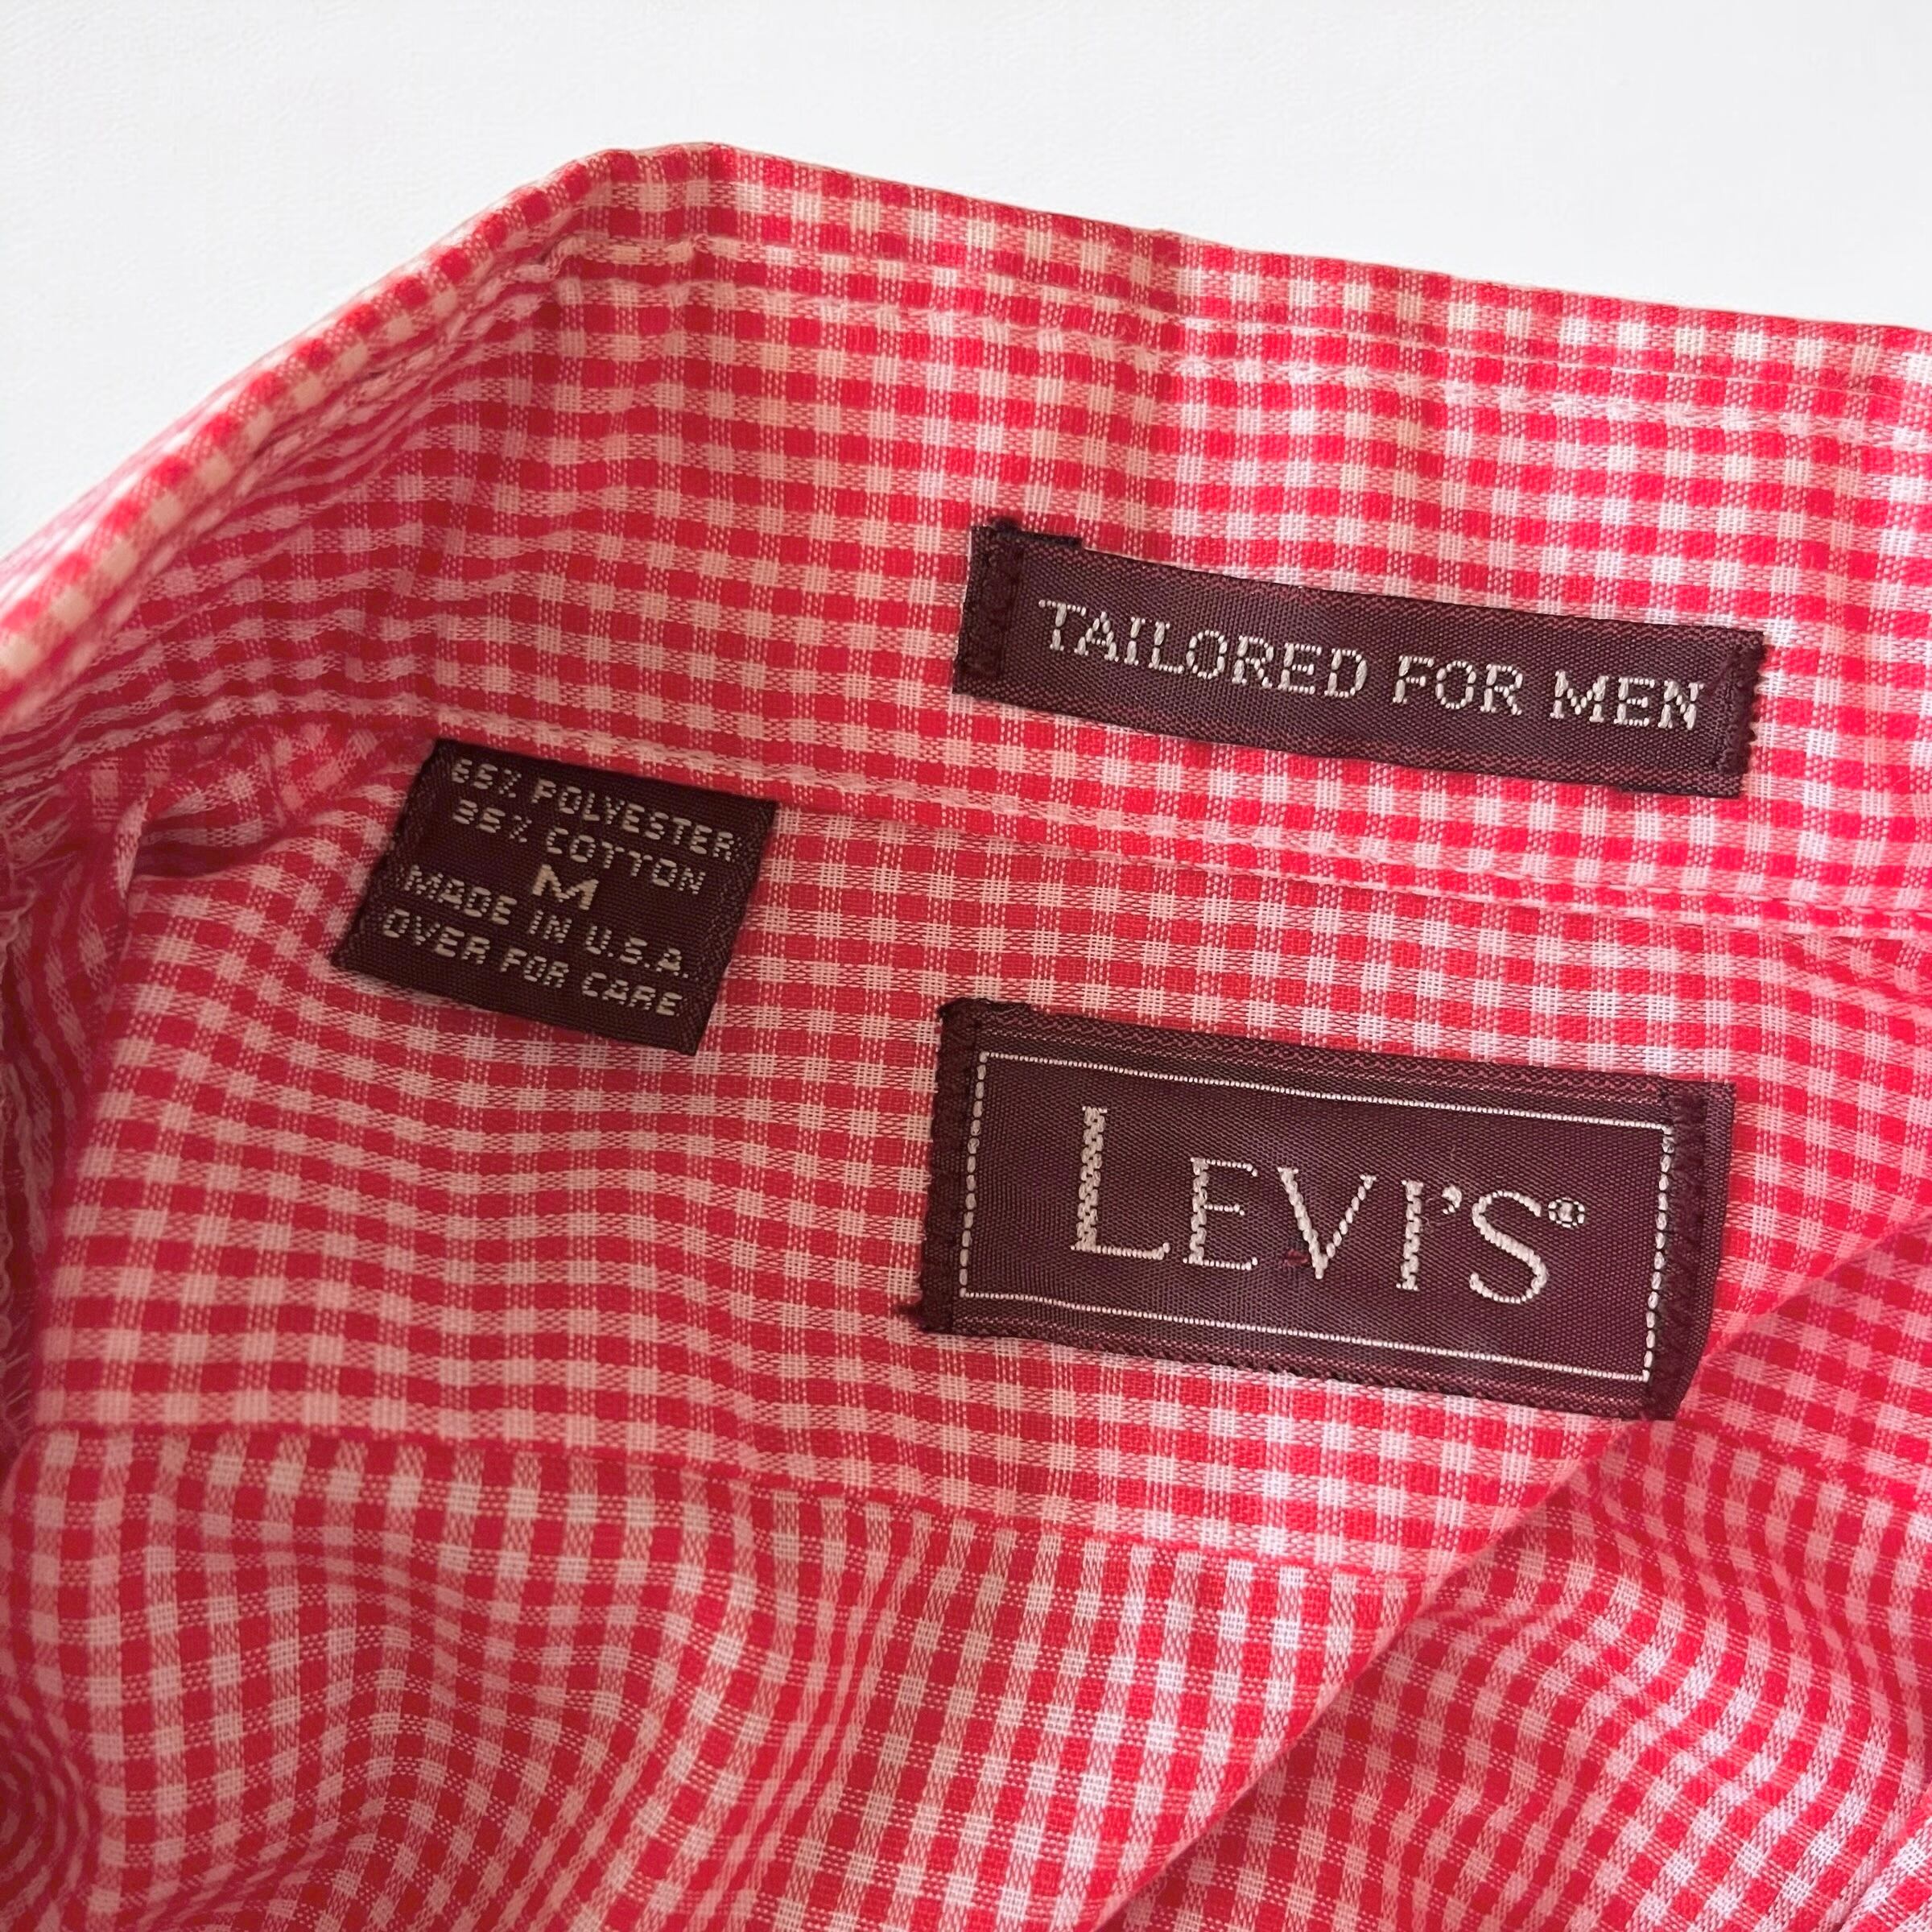 TAILORED FOR MEN
65% POLYESTER
35% COTTON
M
MADE IN U.S.A.
OVER FOR CARE
LEVI'S®